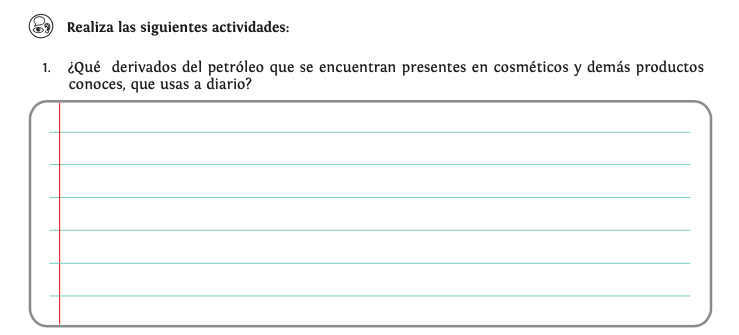 Realiza las siguientes actividades:
1. ¿Qué derivados del petróleo que se encuentran presentes en cosméticos y demás productos
conoces, que usas a diario?